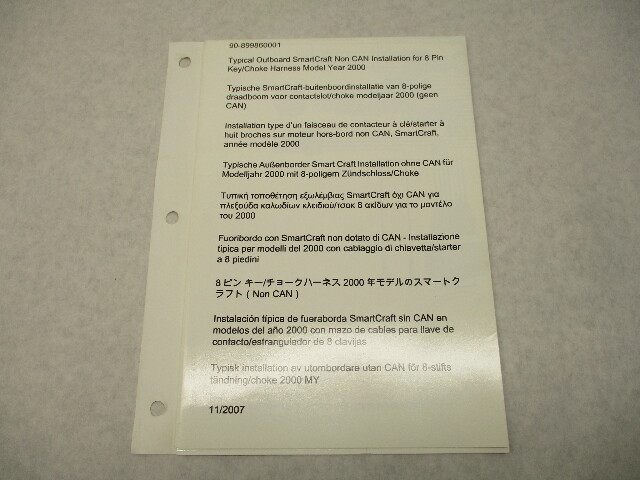 90-899860001
Typical Outboard SmartCraft Non CAN Installation for 8 Pin
Key/Choke Harness Model Year 2000
Typische SmartCraft-buitenboordinstallatie van 8-polige
draadboom voor contactslot/choke modeljaar 2000 (geen
CAN)
Installation type d'un faisceau de contacteur à clé/starter à
huit broches sur moteur hors-bord non CAN, SmartCraft,
année modèle 2000
Typische Außenborder Smart Craft Installation ohne CAN für
Modelljahr 2000 mit 8-poligem Zündschloss/Choke
Τυπική τοποθέτηση εξωλέμβιας SmartCraft όχι CAN για
πλεξούδα καλωδίων κλειδιού/τσοκ 8 ακίδων για το μοντέλο
του 2000
Fuoribordo con SmartCraft non dotato di CAN - Installazione
tipica per modelli del 2000 con cablaggio di chiavetta/starter
a 8 piedini
8 ピン キー/チョークハーネス 2000 年モデルのスマートク
ラフト ( Non CAN )
Instalación típica de fueraborda SmartCraft sin CAN en
modelos del año 2000 con mazo de cables para llave de
contacto/estrangulador de 8 clavijas
Typisk installation av utombordare utan CAN för 8-stifts
tändning/choke 2000 MY
11/2007